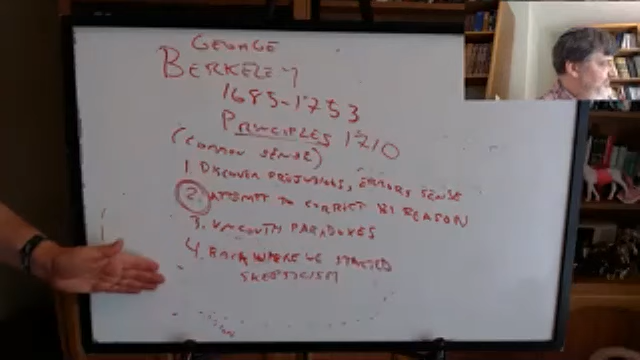 GEORGE
BERKELEY
1685-1753
PRINCIPLES 1710
(COMMON SENSE)
1. DISCOVER PREJUDICES, ERRORS SENSE
2. ATTEMPT TO CORRECT BY REASON
3. UNCOUTH PARADOXES
4. BACK WHERE WE STARTED
SKEPTICISM